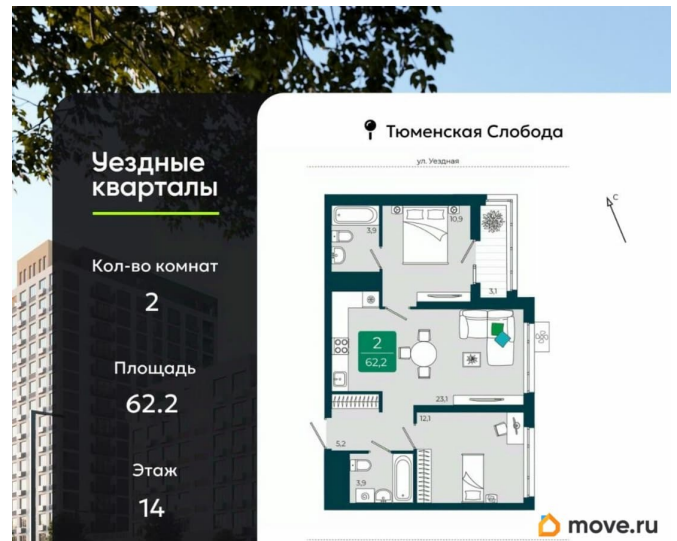 Уездные
кварталы
Кол-во комнат
2
Площадь
62.2
Этаж
14
Тюменская Слобода
ул. Уездная
С
3,9
10,9
3,1
2
62,2
23,1
12,1
5,2
3,9
move.ru